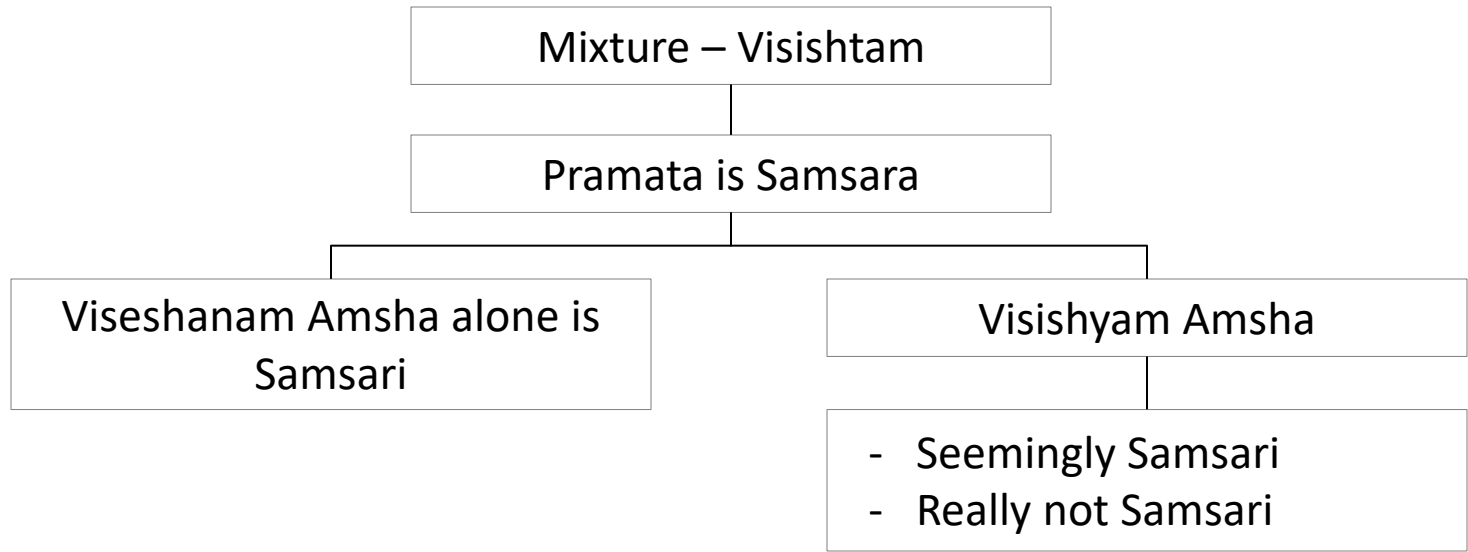 Mixture – Visishtam
Pramata is Samsara
Viseshanam Amsha alone is
Samsari
Visishyam Amsha
- Seemingly Samsari
- Really not Samsari